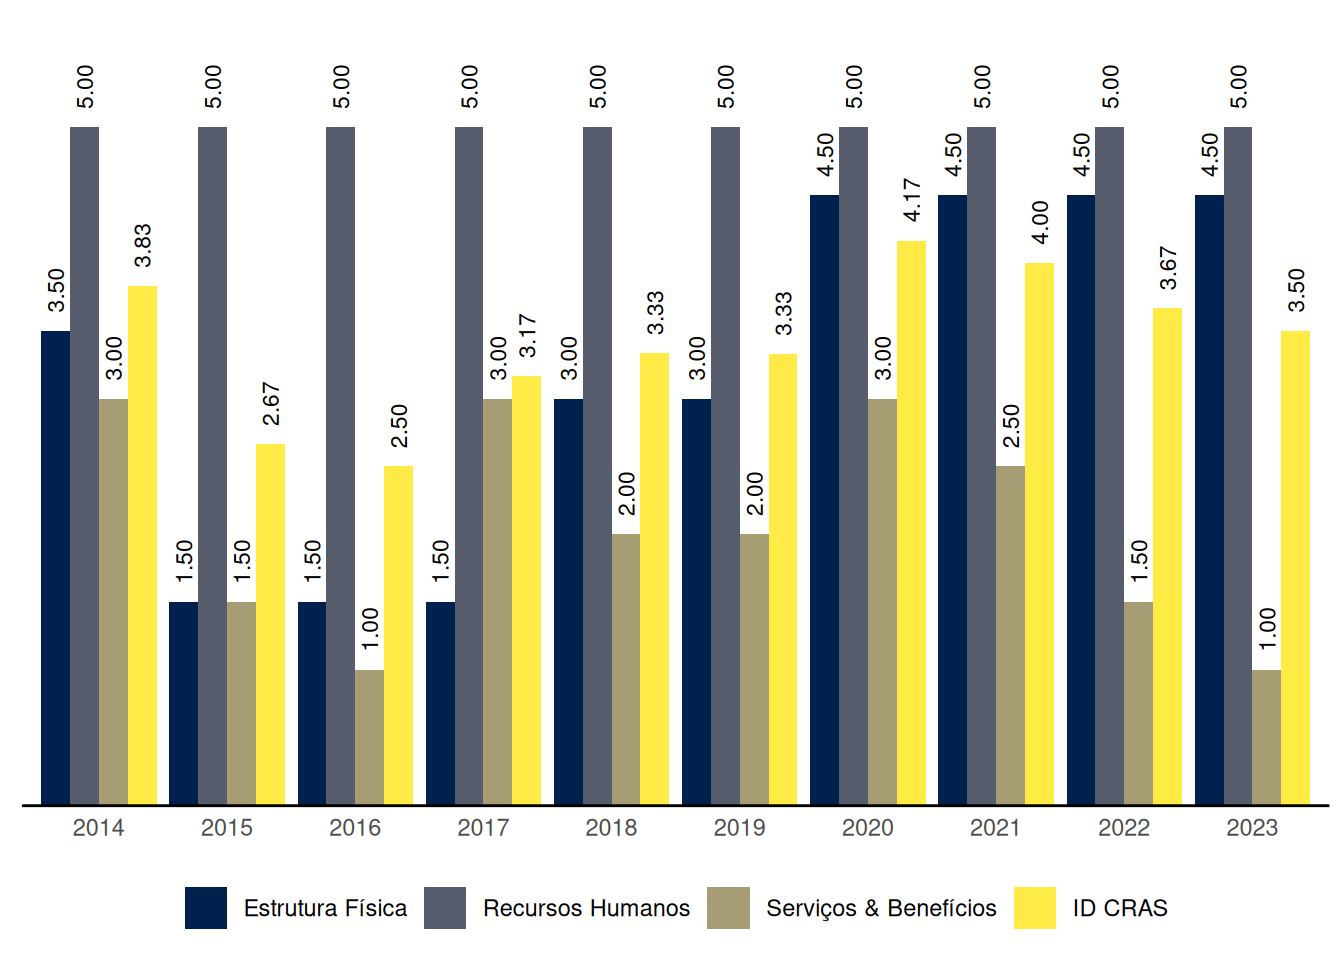 5.00 5.00 5.00 5.00 5.00 5.00 5.00 5.00 5.00 5.00
4.50 4.50 4.50 4.50
3.50 3.83 3.00 2.67 2.50 3.00 3.17 3.00 3.33 3.00 3.33 3.00 4.17 2.50 4.00 3.67 3.50
1.50 1.50 1.50 1.00 1.50 2.00 2.00 1.50 1.00
2014 2015 2016 2017 2018 2019 2020 2021 2022 2023
Estrutura Física Recursos Humanos Serviços & Benefícios ID CRAS